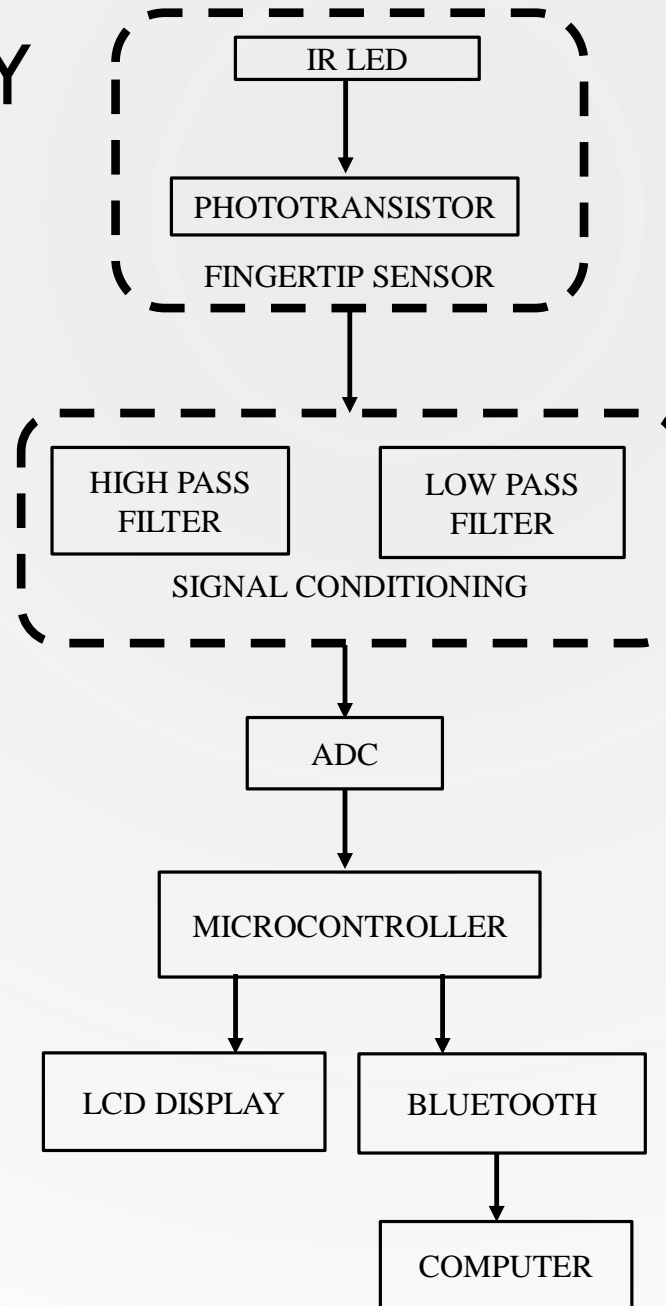 Y
IR LED
PHOTOTRANSISTOR
FINGERTIP SENSOR
HIGH PASS
FILTER
LOW PASS
FILTER
SIGNAL CONDITIONING
ADC
MICROCONTROLLER
LCD DISPLAY
BLUETOOTH
COMPUTER